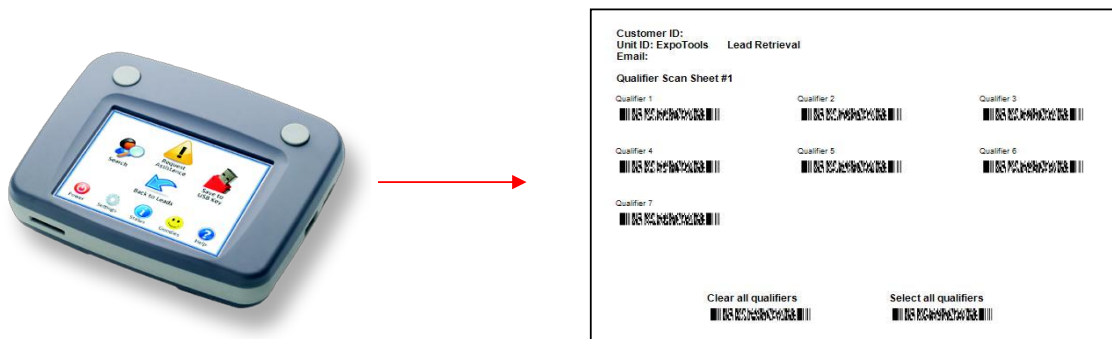 Search
Request
Assistance
Save to
USB Key
Back to Leads
Power
Settings
Status
Help
Customer ID:
Unit ID: ExpoTools Lead Retrieval
Email:
Qualifier Scan Sheet #1
Qualifier 1 Qualifier 2 Qualifier 3
Qualifier 4 Qualifier 5 Qualifier 6
Qualifier 7
Clear all qualifiers Select all qualifiers